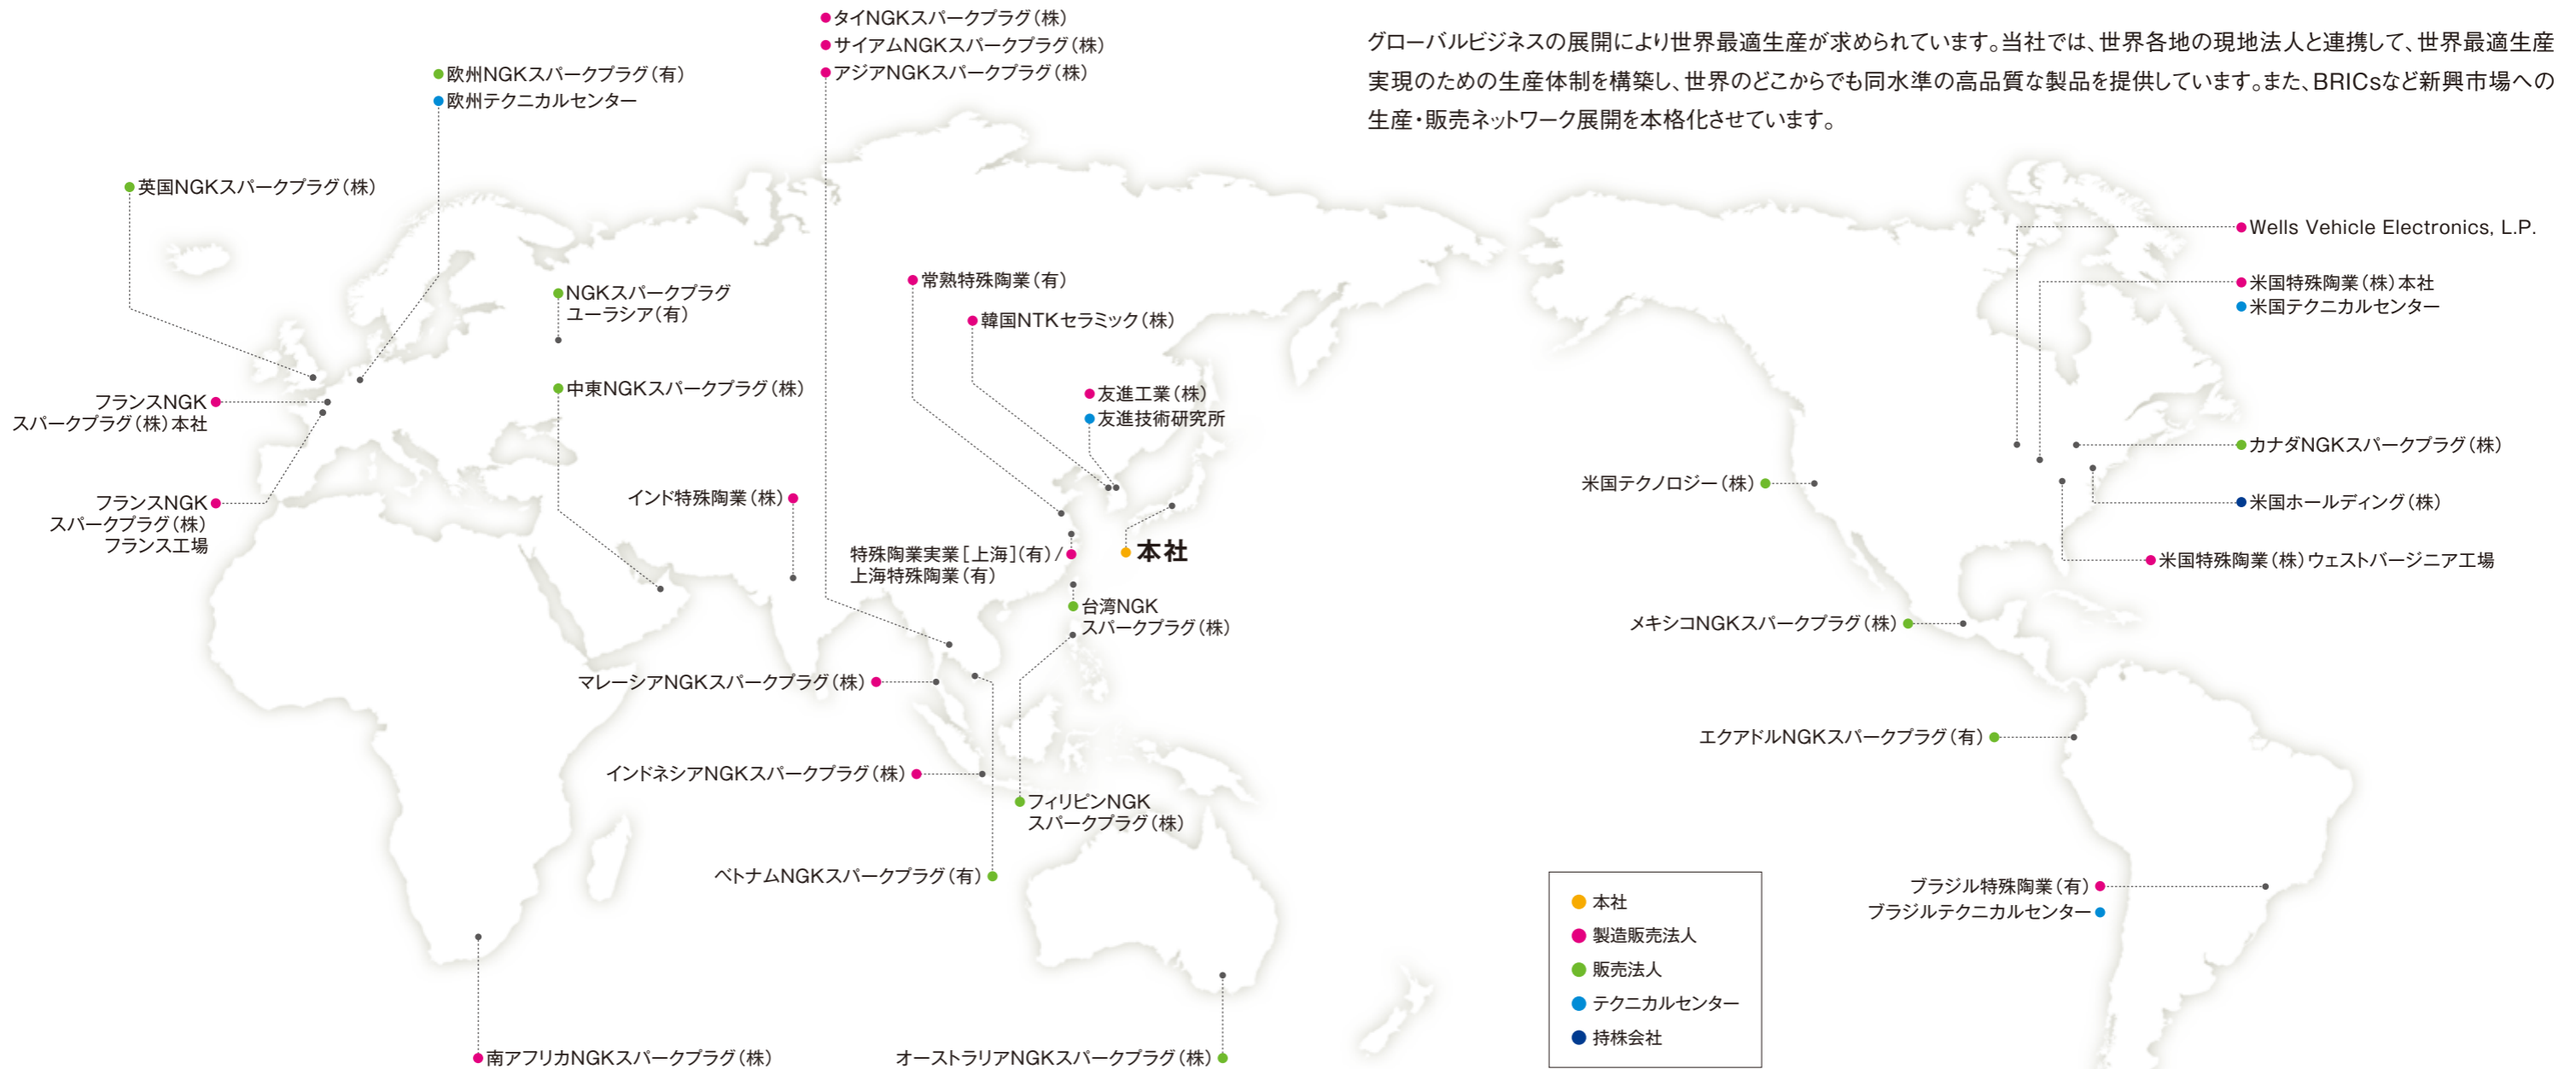 タイNGKスパークプラグ(株)
サイアムNGKスパークプラグ(株)
アジアNGKスパークプラグ(株)
グローバルビジネスの展開により世界最適生産が求められています。当社では、世界各地の現地法人と連携して、世界最適生産
実現のための生産体制を構築し、世界のどこからでも同水準の高品質な製品を提供しています。また、BRICsなど新興市場への
生産・販売ネットワーク展開を本格化させています。
欧州NGKスパークプラグ(有)
欧州テクニカルセンター
英国NGKスパークプラグ(株)
NGKスパークプラグ
ユーラシア(有)
中東NGKスパークプラグ(株)
フランスNGK
スパークプラグ(株)本社
フランスNGK
スパークプラグ(株)
フランス工場
常熟特殊陶業(有)
韓国NTKセラミック(株)
友進工業(株)
友進技術研究所
インド特殊陶業(株)
特殊陶業実業[上海](有)/
上海特殊陶業(有)
本社
台湾NGK
スパークプラグ(株)
マレーシアNGKスパークプラグ(株)
インドネシアNGKスパークプラグ(株)
フィリピンNGK
スパークプラグ(株)
ベトナムNGKスパークプラグ(有)
南アフリカNGKスパークプラグ(株)
オーストラリアNGKスパークプラグ(株)
Wells Vehicle Electronics, L.P.
米国特殊陶業(株)本社
米国テクニカルセンター
カナダNGKスパークプラグ(株)
米国テクノロジー(株)
米国ホールディング(株)
米国特殊陶業(株)ウェストバージニア工場
メキシコNGKスパークプラグ(株)
エクアドルNGKスパークプラグ(有)
ブラジル特殊陶業(有)
ブラジルテクニカルセンター
本社
製造販売法人
販売法人
テクニカルセンター
持株会社